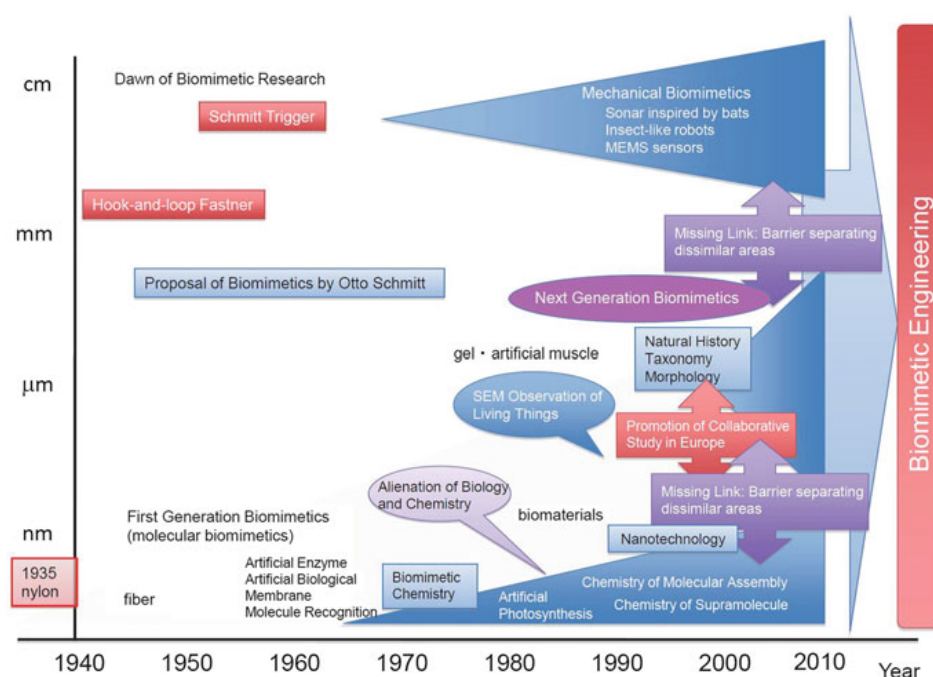 cm
Dawn of Biomimetic Research
Schmitt Trigger
Mechanical Biomimetics
Sonar inspired by bats
Insect-like robots
MEMS sensors
Hook-and-loop Fastner
mm
Missing Link: Barrier separating
dissimilar areas
Proposal of Biomimetics by Otto Schmitt
Next Generation Biomimetics
Natural History
Taxonomy
Morphology
gel・artificial muscle
μm
SEM Observation of
Living Things
Promotion of Collaborative
Study in Europe
Alienation of Biology
and Chemistry
Missing Link: Barrier separating
dissimilar areas
biomaterials
nm
First Generation Biomimetics
(molecular biomimetics)
Nanotechnology
1935
nylon
fiber
Artificial Enzyme
Artificial Biological
Membrane
Molecule Recognition
Biomimetic
Chemistry
Artificial
Photosynthesis
Chemistry of Molecular Assembly
Chemistry of Supramolecule
Biomimetic Engineering
1940 1950 1960 1970 1980 1990 2000 2010 Year